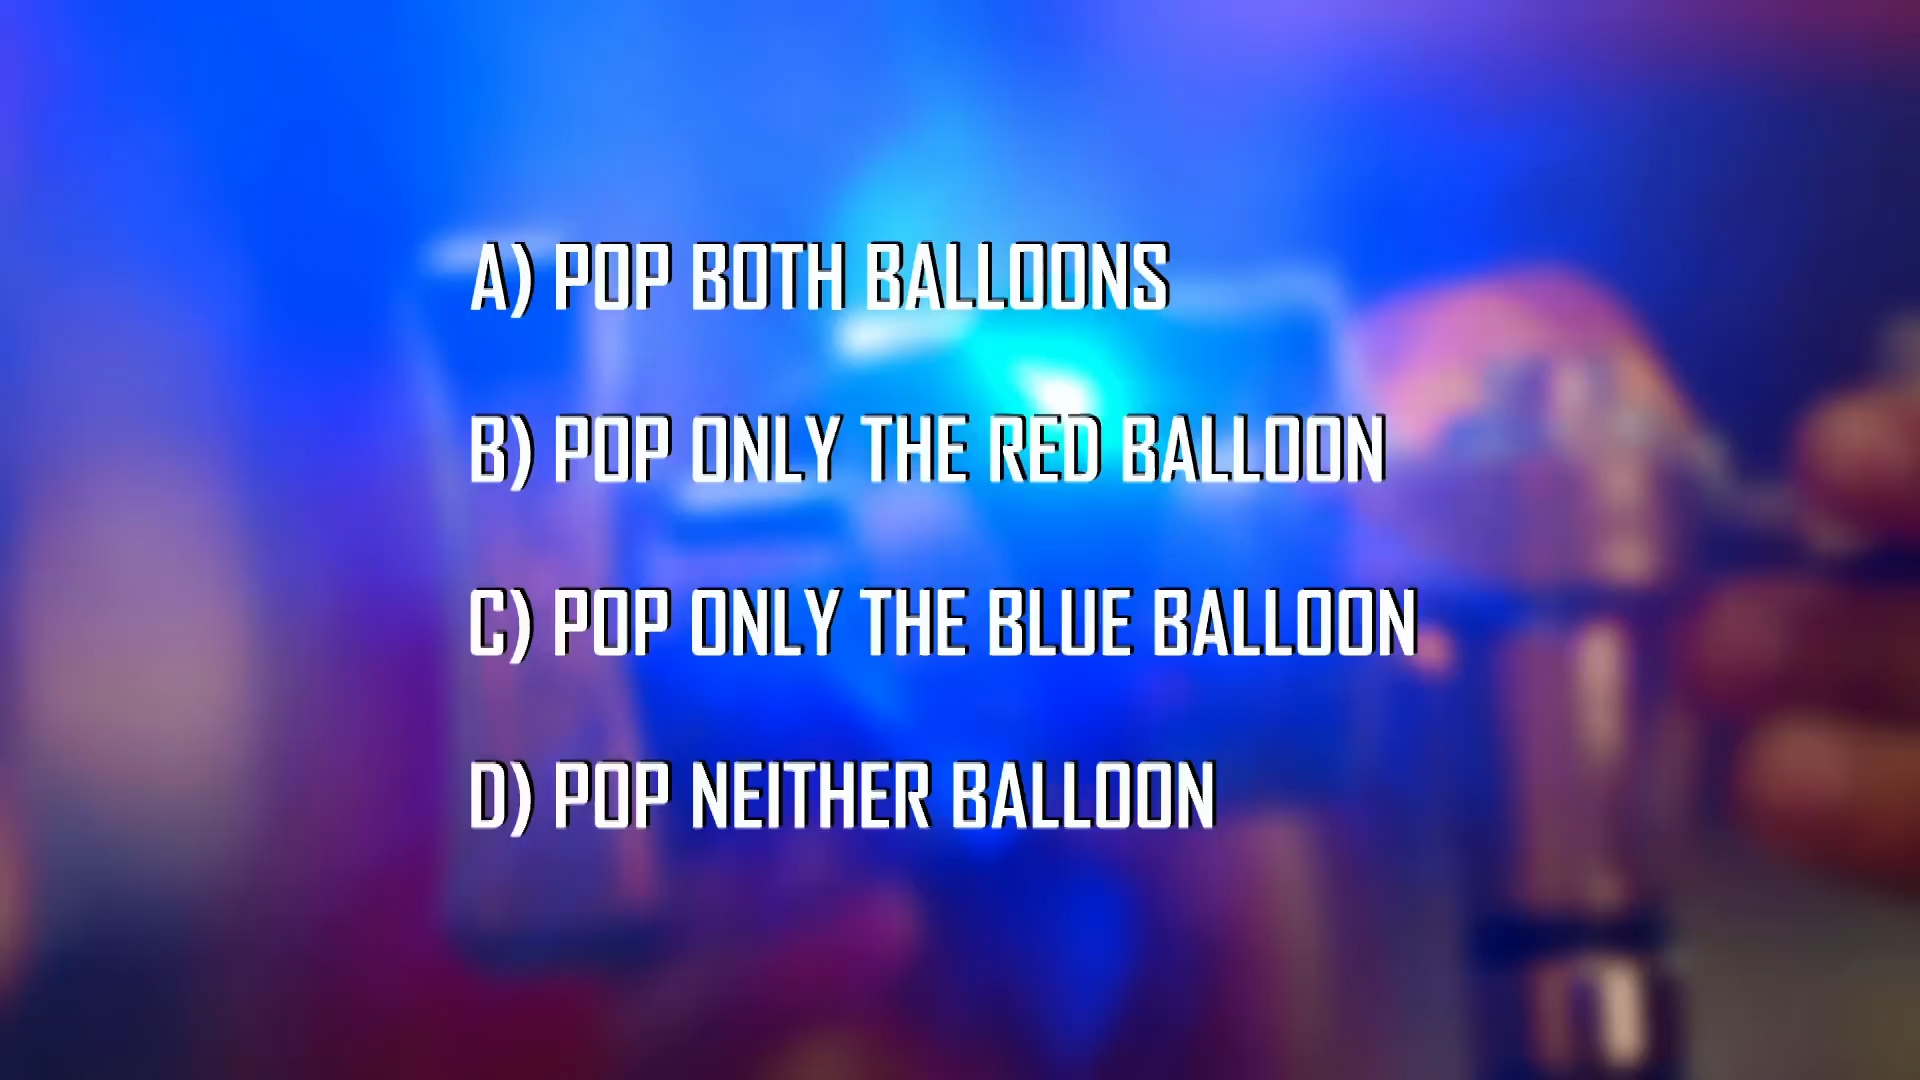 A) POP BOTH BALLOONS
B) POP ONLY THE RED BALLOON
C) POP ONLY THE BLUE BALLOON
D) POP NEITHER BALLOON